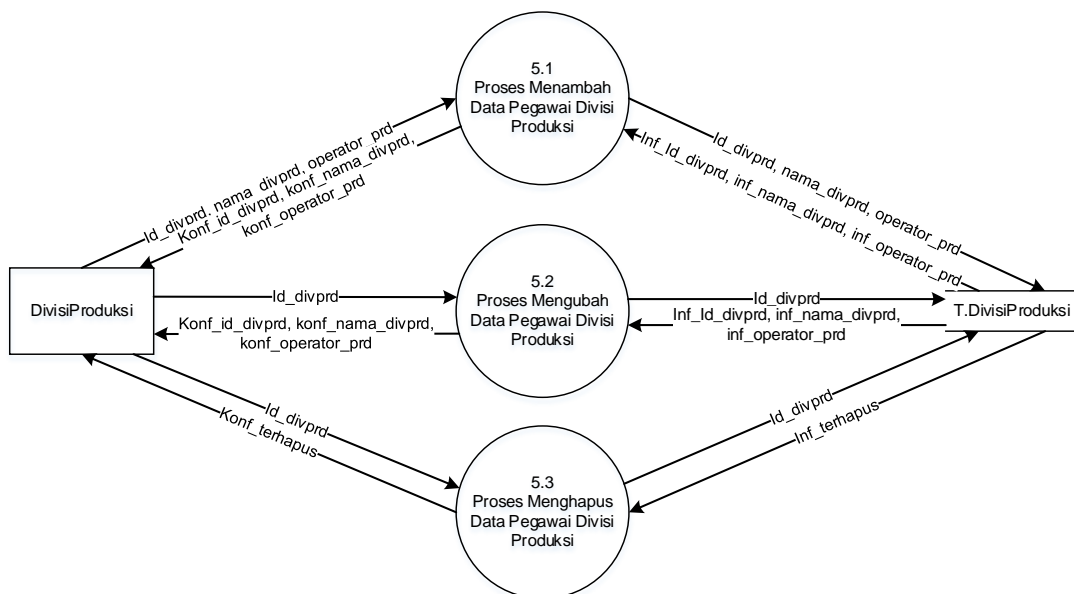 5.1
Proses Menambah
Data Pegawai Divisi
Produksi
Id_divprd, nama_divprd, operator_prd
Konf_id_divprd, konf_nama_divprd,
konf_operator_prd
Id_divprd, nama_divprd, operator_prd
Inf_Id_divprd, inf_nama_divprd, inf_operator_prd
DivisiProduksi
Id_divprd
Konf_id_divprd, konf_nama_divprd,
konf_operator_prd
5.2
Proses Mengubah
Data Pegawai Divisi
Produksi
Id_divprd
Inf_Id_divprd, inf_nama_divprd,
inf_operator_prd
T.DivisiProduksi
Id_divprd
Konf_terhapus
5.3
Proses Menghapus
Data Pegawai Divisi
Produksi
Id_divprd
Inf_terhapus